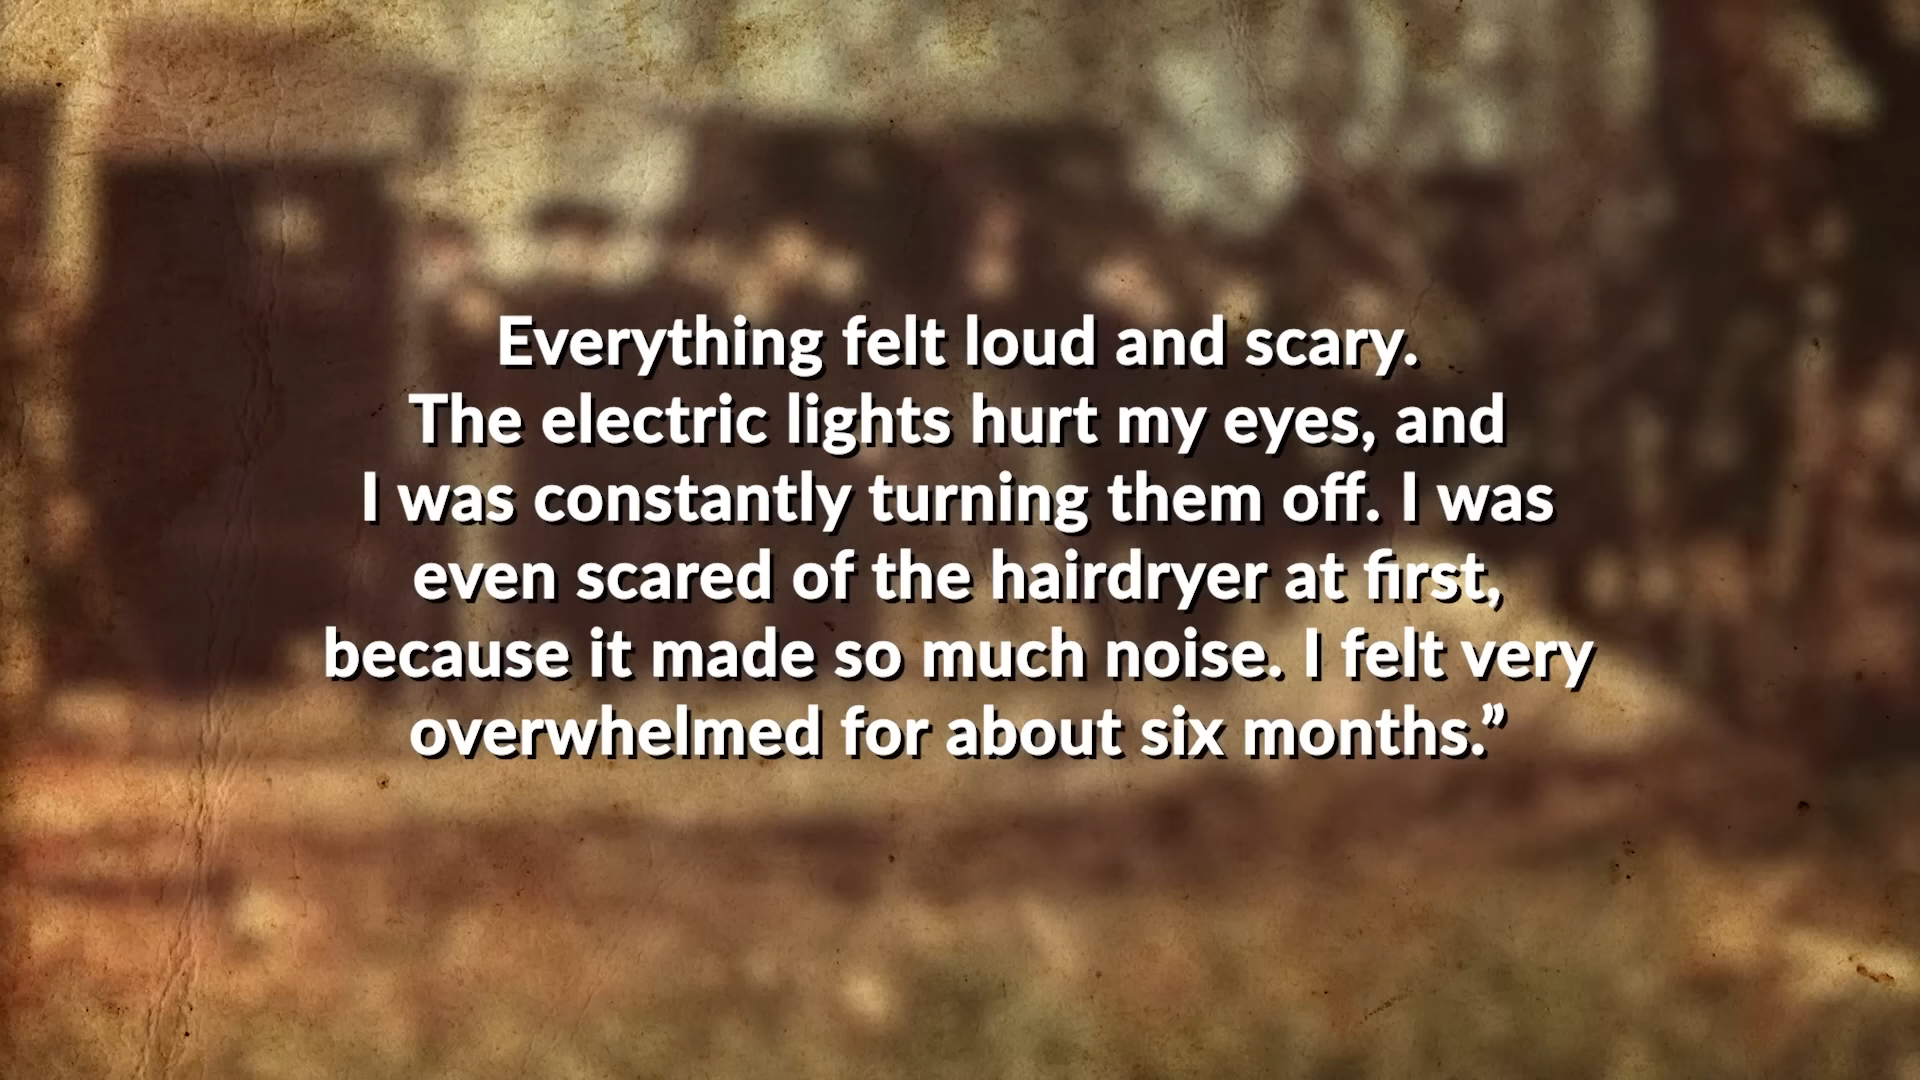 Everything felt loud and scary.
The electric lights hurt my eyes, and
I was constantly turning them off. I was
even scared of the hairdryer at first,
because it made so much noise. I felt very
overwhelmed for about six months.”